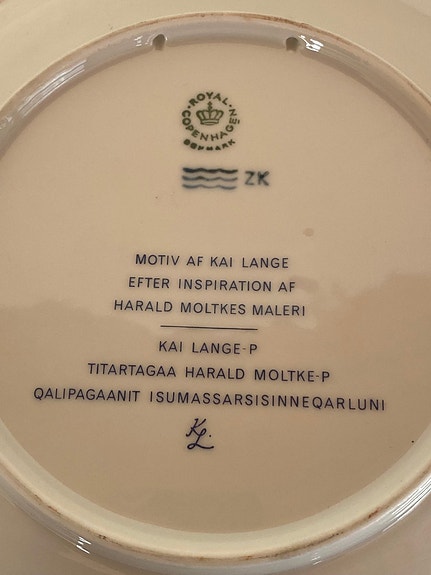 ROYAL
COPENHAGEN
DENMARK
ZK
MOTIV AF KAI LANGE
EFTER INSPIRATION AF
HARALD MOLTKES MALERI
KAI LANGE-P
TITARTAGAA HARALD MOLTKE-P
QALIPAGAANIT ISUMASSARSISINNEQARLUNI
KL.